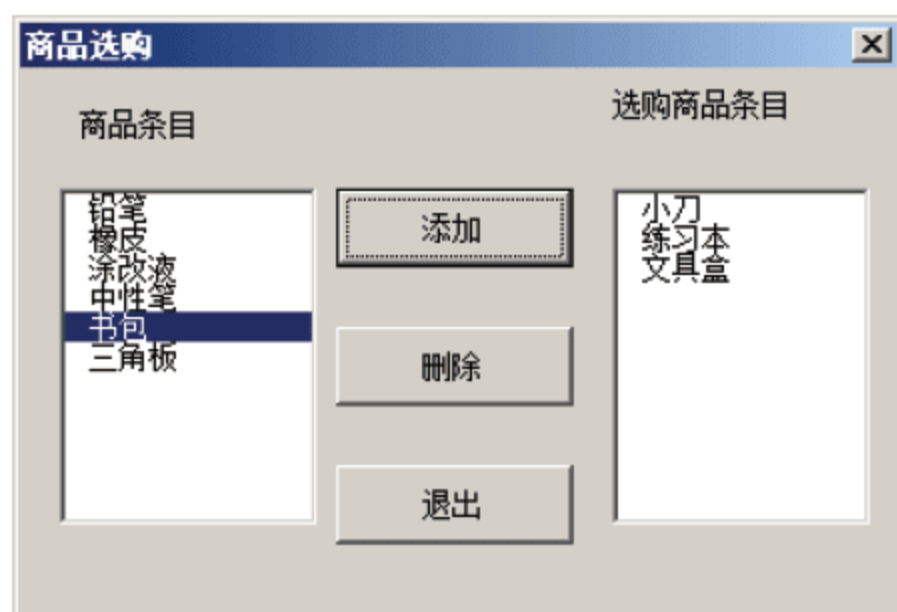 商品选购
商品条目
选购商品条目
铅笔
橡皮
涂改液
中性笔
书包
三角板
添加
删除
退出
小刀
练习本
文具盒